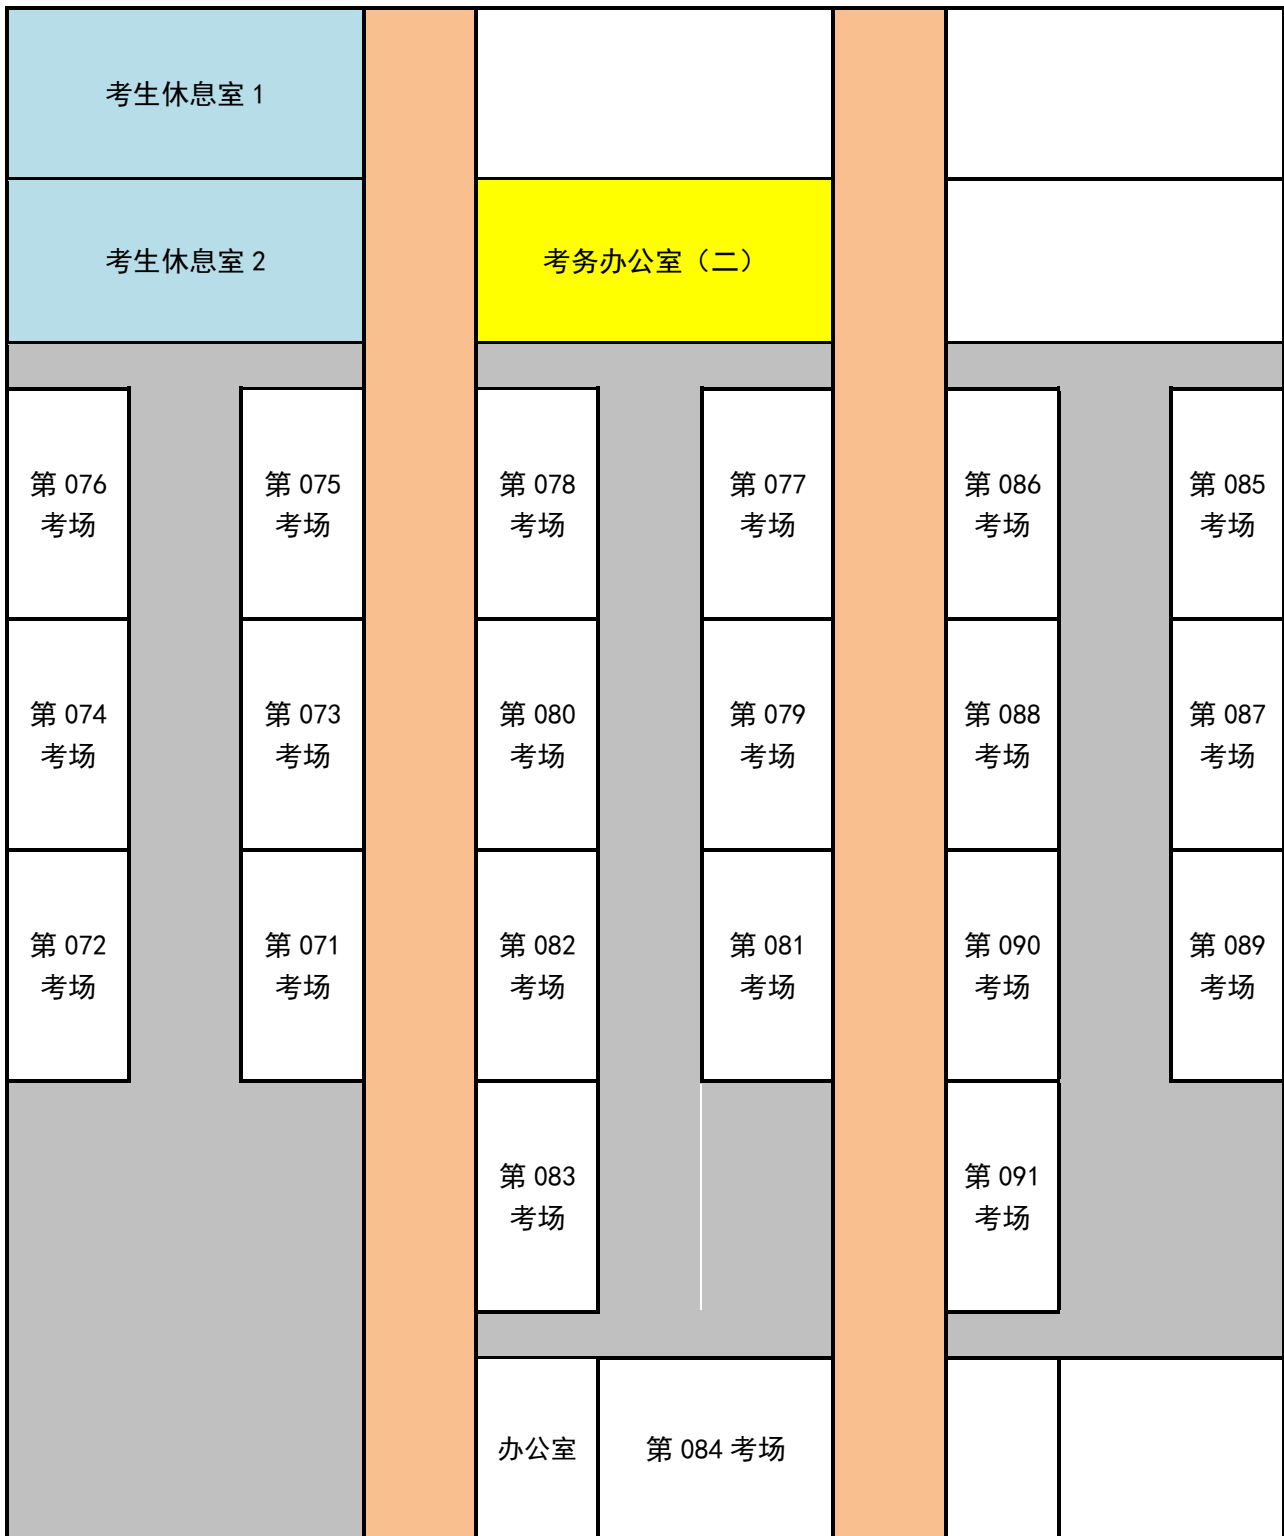 考生休息室 1
考生休息室 2
考务办公室（二）
第 076
考场
第 075
考场
第 078
考场
第 077
考场
第 086
考场
第 085
考场
第 074
考场
第 073
考场
第 080
考场
第 079
考场
第 088
考场
第 087
考场
第 072
考场
第 071
考场
第 082
考场
第 081
考场
第 090
考场
第 089
考场
第 083
考场
第 091
考场
办公室
第 084 考场